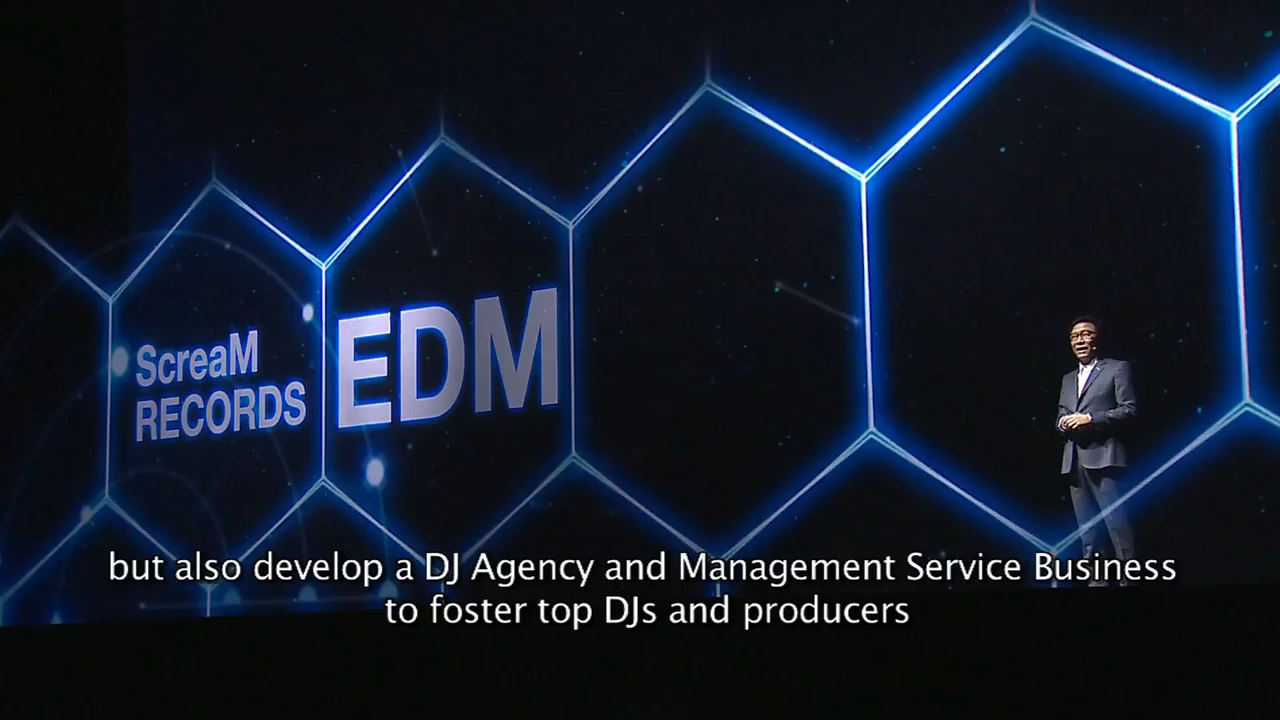 ScreaM
RECORDS
EDM
but also develop a DJ Agency and Management Service Business
to foster top DJs and producers